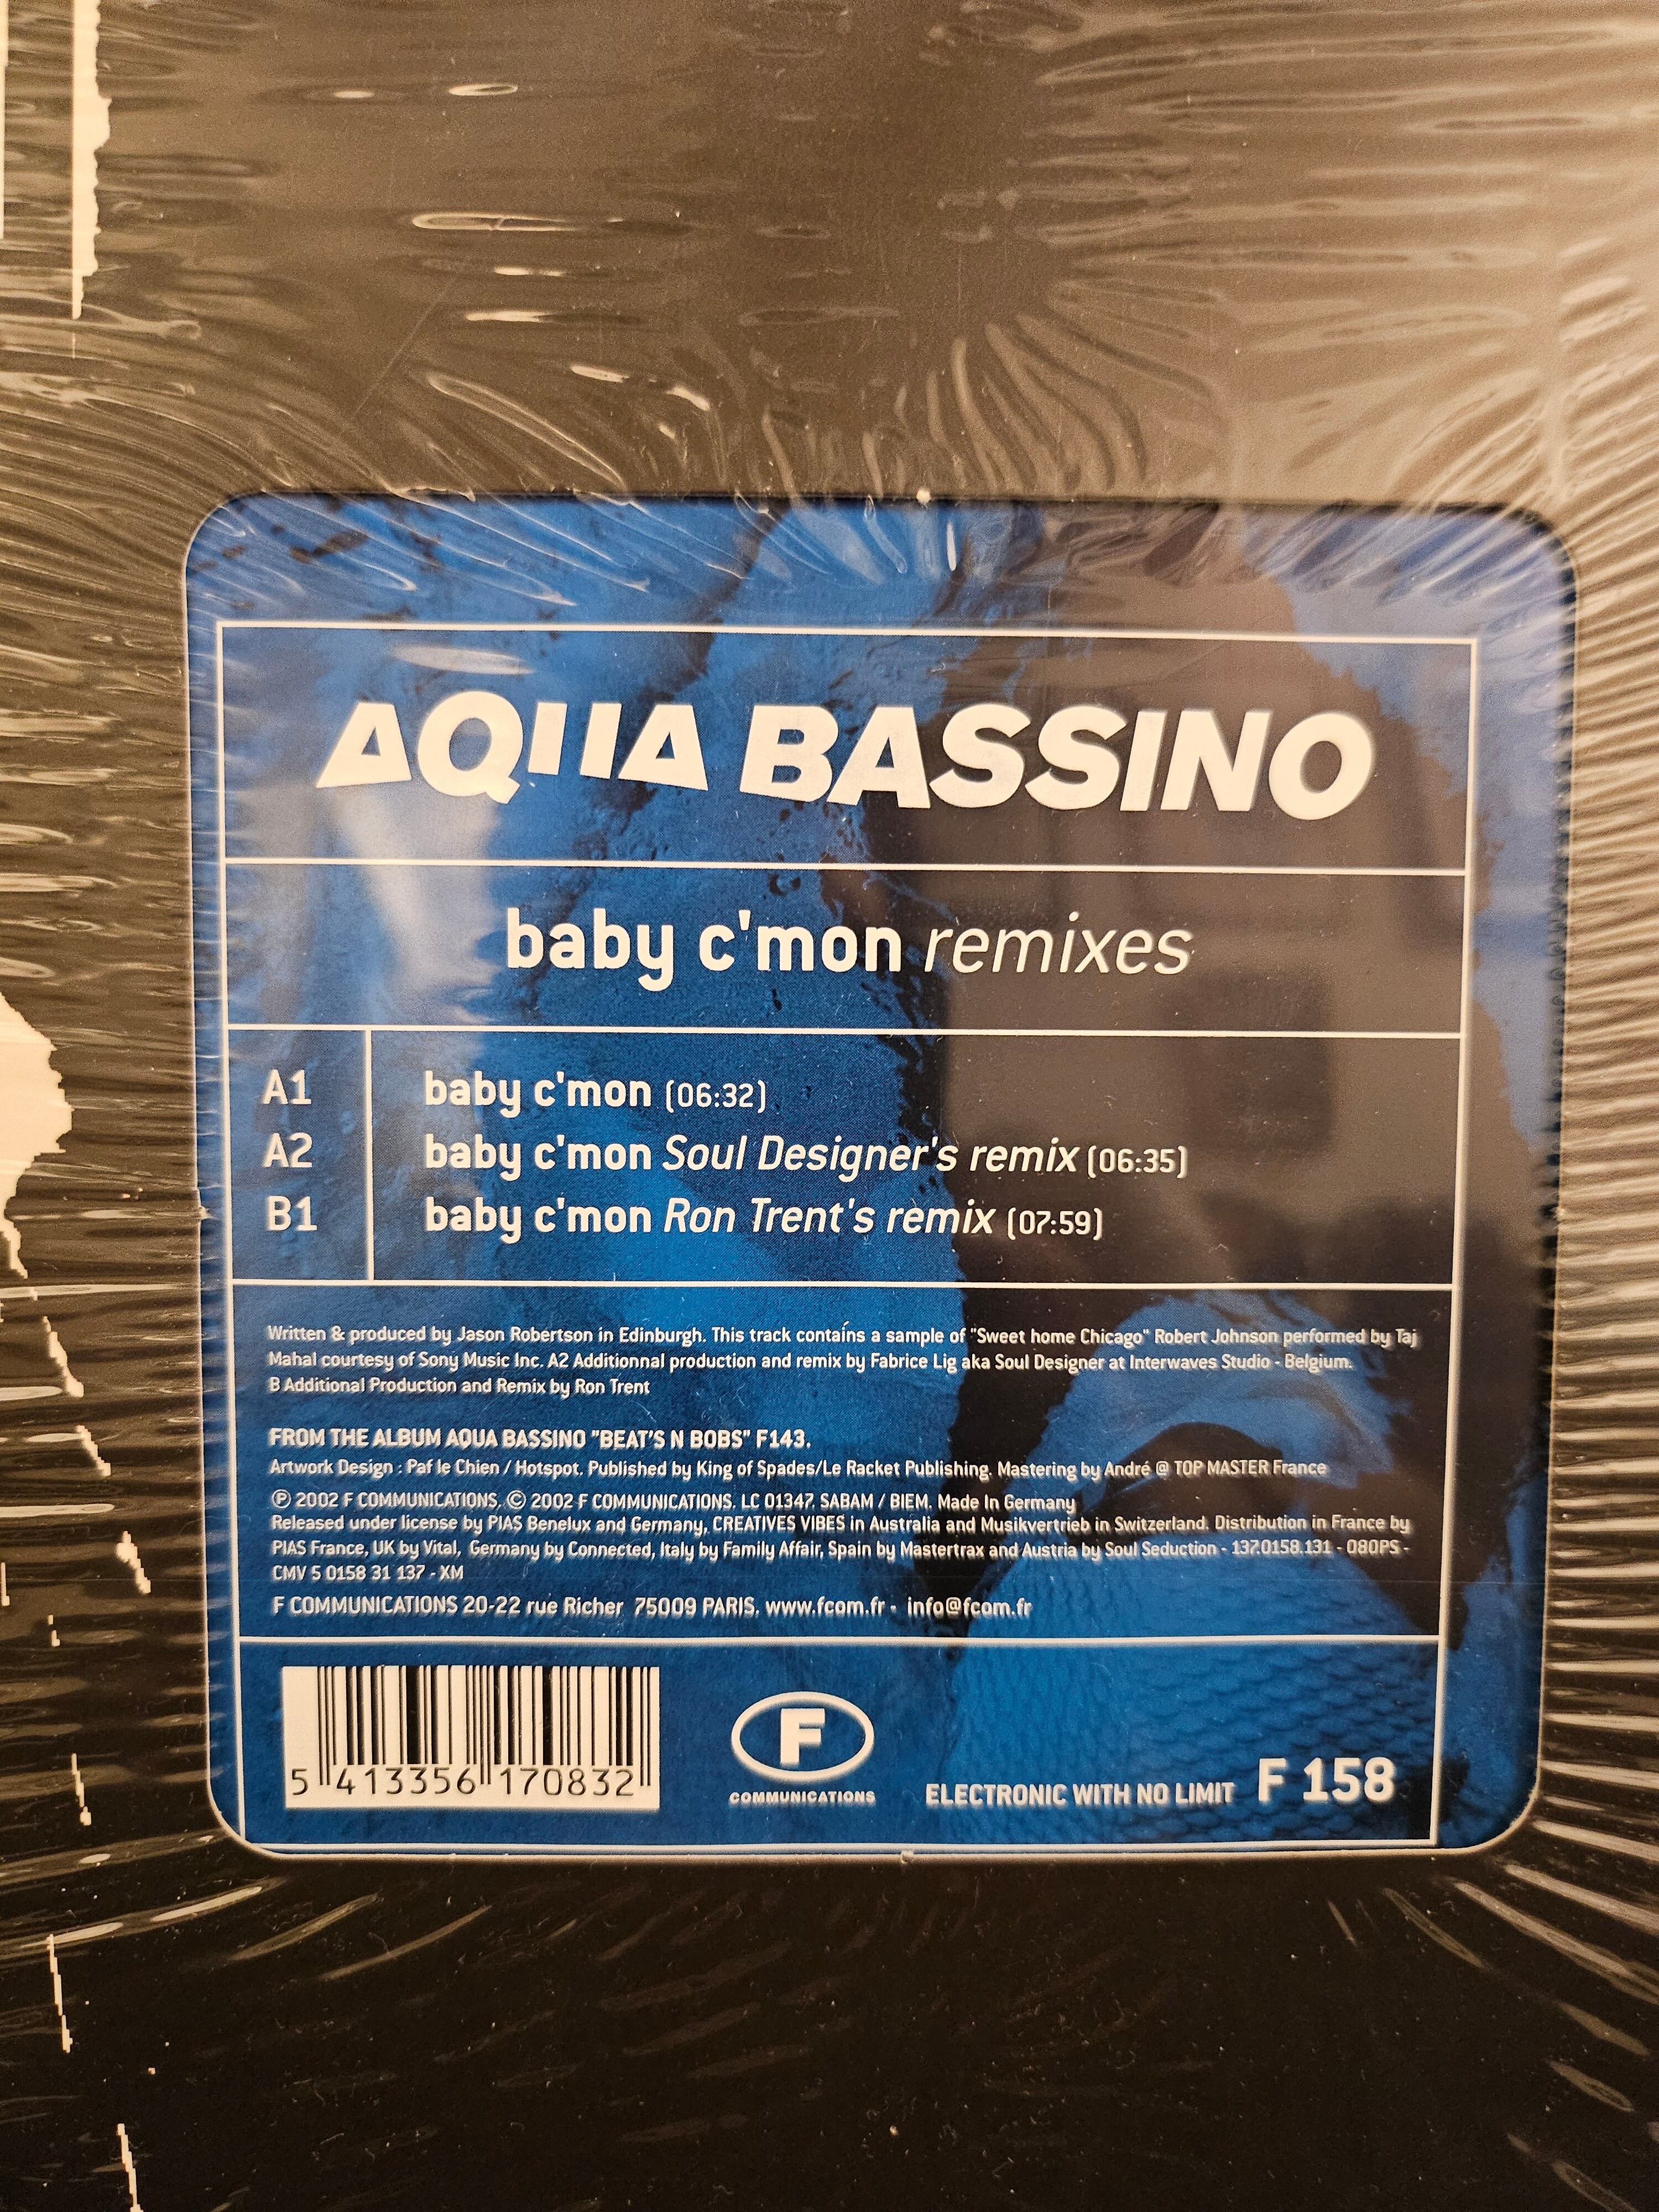 AQUA BASSINO
baby c'mon remixes
A1 baby c'mon (06:32)
A2 baby c'mon Soul Designer's remix (06:35)
B1 baby c'mon Ron Trent's remix (07:59)
Written & produced by Jason Robertson in Edinburgh. This track contains a sample of "Sweet home Chicago" Robert Johnson performed by Taj
Mahal courtesy of Sony Music Inc. A2 Additionnal production and remix by Fabrice Lig aka Soul Designer at Interwaves Studio - Belgium.
B Additional Production and Remix by Ron Trent
FROM THE ALBUM AQUA BASSINO "BEAT'S N BOBS" F143.
Artwork Design : Paf le Chien / Hotspot. Published by King of Spades/Le Racket Publishing. Mastering by André @ TOP MASTER France
℗ 2002 F COMMUNICATIONS. © 2002 F COMMUNICATIONS. LC 01347. SABAM / BIEM. Made In Germany
Released under license by PIAS Benelux and Germany, CREATIVES VIBES in Australia and Musikvertrieb in Switzerland. Distribution in France by
PIAS France, UK by Vital, Germany by Connected, Italy by Family Affair, Spain by Mastertrax and Austria by Soul Seduction - 137.0158.131 - 080PS -
CMV 5 0158 31 137 - XM
F COMMUNICATIONS 20-22 rue Richer 75009 PARIS. www.fcom.fr - info@fcom.fr
5 413356 170832
F
COMMUNICATIONS
ELECTRONIC WITH NO LIMIT F 158